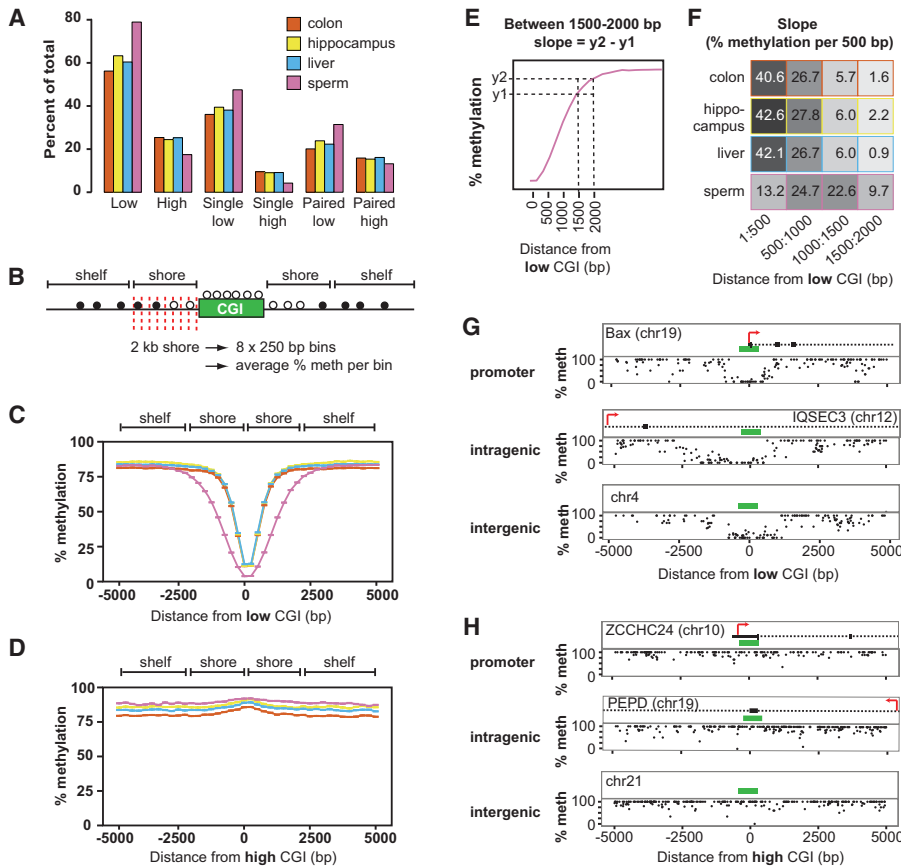 A
Percent of total
80
60
40
20
0
colon
hippocampus
liver
sperm
Low
High
Single low
Single high
Paired low
Paired high
B
shelf
shore
shore
shelf
CGI
2 kb shore
8 x 250 bp bins
average % meth per bin
C
shelf
shore
shore
shelf
% methylation
100
75
50
25
0
-5000
-2500
0
2500
5000
Distance from low CGI (bp)
D
shelf
shore
shore
shelf
% methylation
100
75
50
25
0
-5000
-2500
0
2500
5000
Distance from high CGI (bp)
E
Between 1500-2000 bp
slope = y2 - y1
% methylation
y2
y1
0
500
1000
1500
2000
Distance from
low CGI (bp)
F
Slope
(% methylation per 500 bp)
colon 40.6 26.7 5.7 1.6
hippo-
campus 42.6 27.8 6.0 2.2
liver 42.1 26.7 6.0 0.9
sperm 13.2 24.7 22.6 9.7
1:500
500:1000
1000:1500
1500:2000
Distance from low CGI (bp)
G
promoter
Bax (chr19)
% meth
100
0
intragenic
IQSEC3 (chr12)
% meth
100
0
intergenic
chr4
% meth
100
0
-5000
-2500
0
2500
5000
Distance from low CGI (bp)
H
promoter
ZCCHC24 (chr10)
% meth
100
0
intragenic
PEPD (chr19)
% meth
100
0
intergenic
chr21
% meth
100
0
-5000
-2500
0
2500
5000
Distance from high CGI (bp)